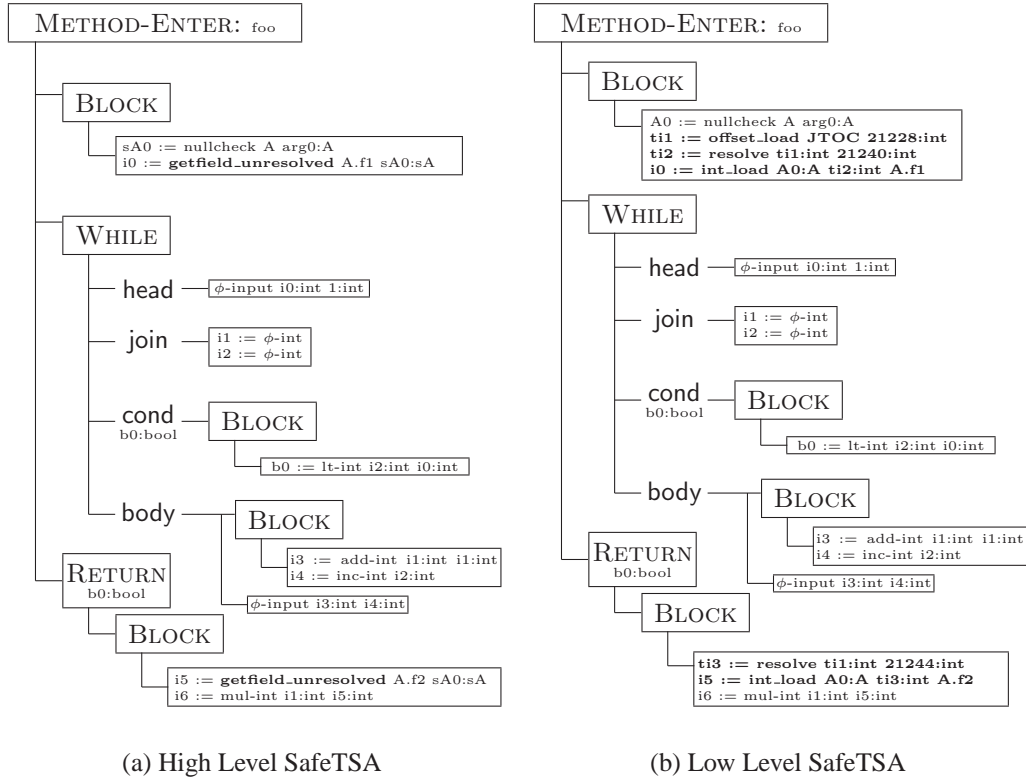 METHOD-ENTER: foo
BLOCK
sA0 := nullcheck A arg0:A
i0 := getfield_unresolved A.f1 sA0:sA
WHILE
head
ϕ-input i0:int 1:int
join
i1 := ϕ-int
i2 := ϕ-int
cond
b0:bool
BLOCK
b0 := lt-int i2:int i0:int
body
BLOCK
i3 := add-int i1:int i1:int
i4 := inc-int i2:int
ϕ-input i3:int i4:int
RETURN
b0:bool
BLOCK
i5 := getfield_unresolved A.f2 sA0:sA
i6 := mul-int i1:int i5:int
(a) High Level SafeTSA
METHOD-ENTER: foo
BLOCK
A0 := nullcheck A arg0:A
ti1 := offset_load JTOC 21228:int
ti2 := resolve ti1:int 21240:int
i0 := int_load A0:A ti2:int A.f1
WHILE
head
ϕ-input i0:int 1:int
join
i1 := ϕ-int
i2 := ϕ-int
cond
b0:bool
BLOCK
b0 := lt-int i2:int i0:int
body
BLOCK
i3 := add-int i1:int i1:int
i4 := inc-int i2:int
ϕ-input i3:int i4:int
RETURN
b0:bool
BLOCK
ti3 := resolve ti1:int 21244:int
i5 := int_load A0:A ti3:int A.f2
i6 := mul-int i1:int i5:int
(b) Low Level SafeTSA